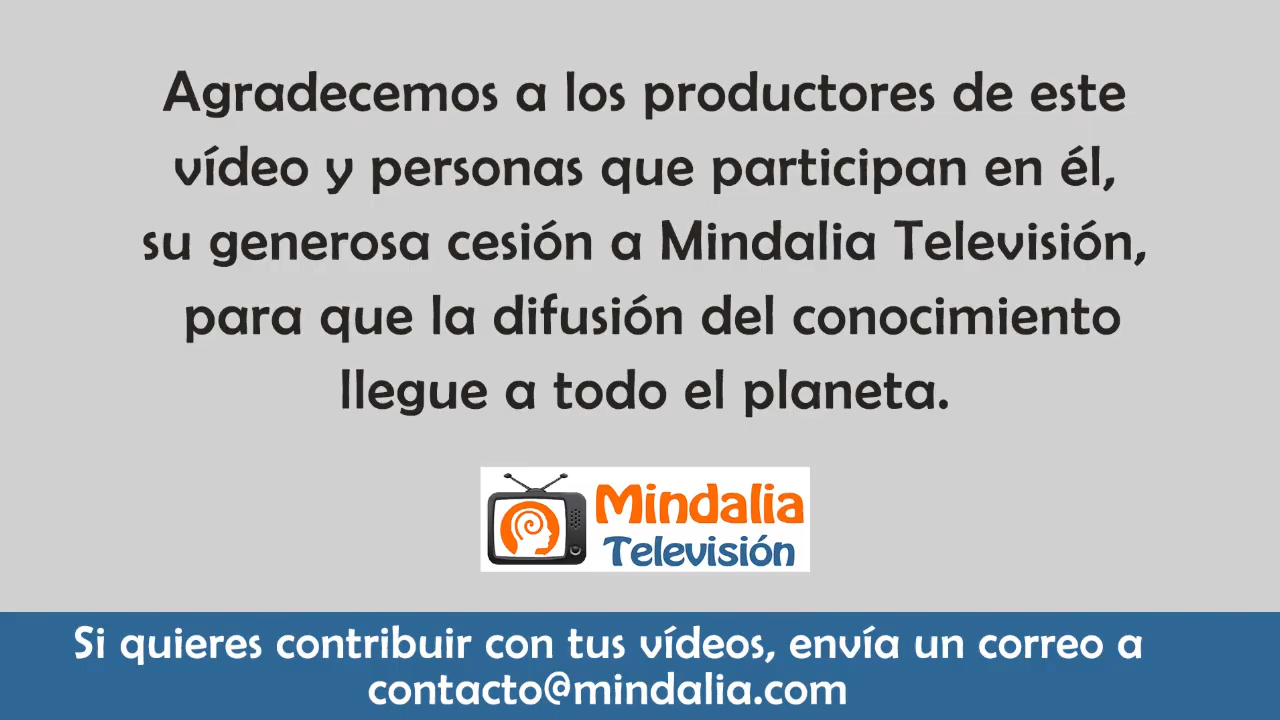 Agradecemos a los productores de este
vídeo y personas que participan en él,
su generosa cesión a Mindalia Televisión,
para que la difusión del conocimiento
llegue a todo el planeta.
Mindalia
Televisión
Si quieres contribuir con tus vídeos, envía un correo a
contacto@mindalia.com